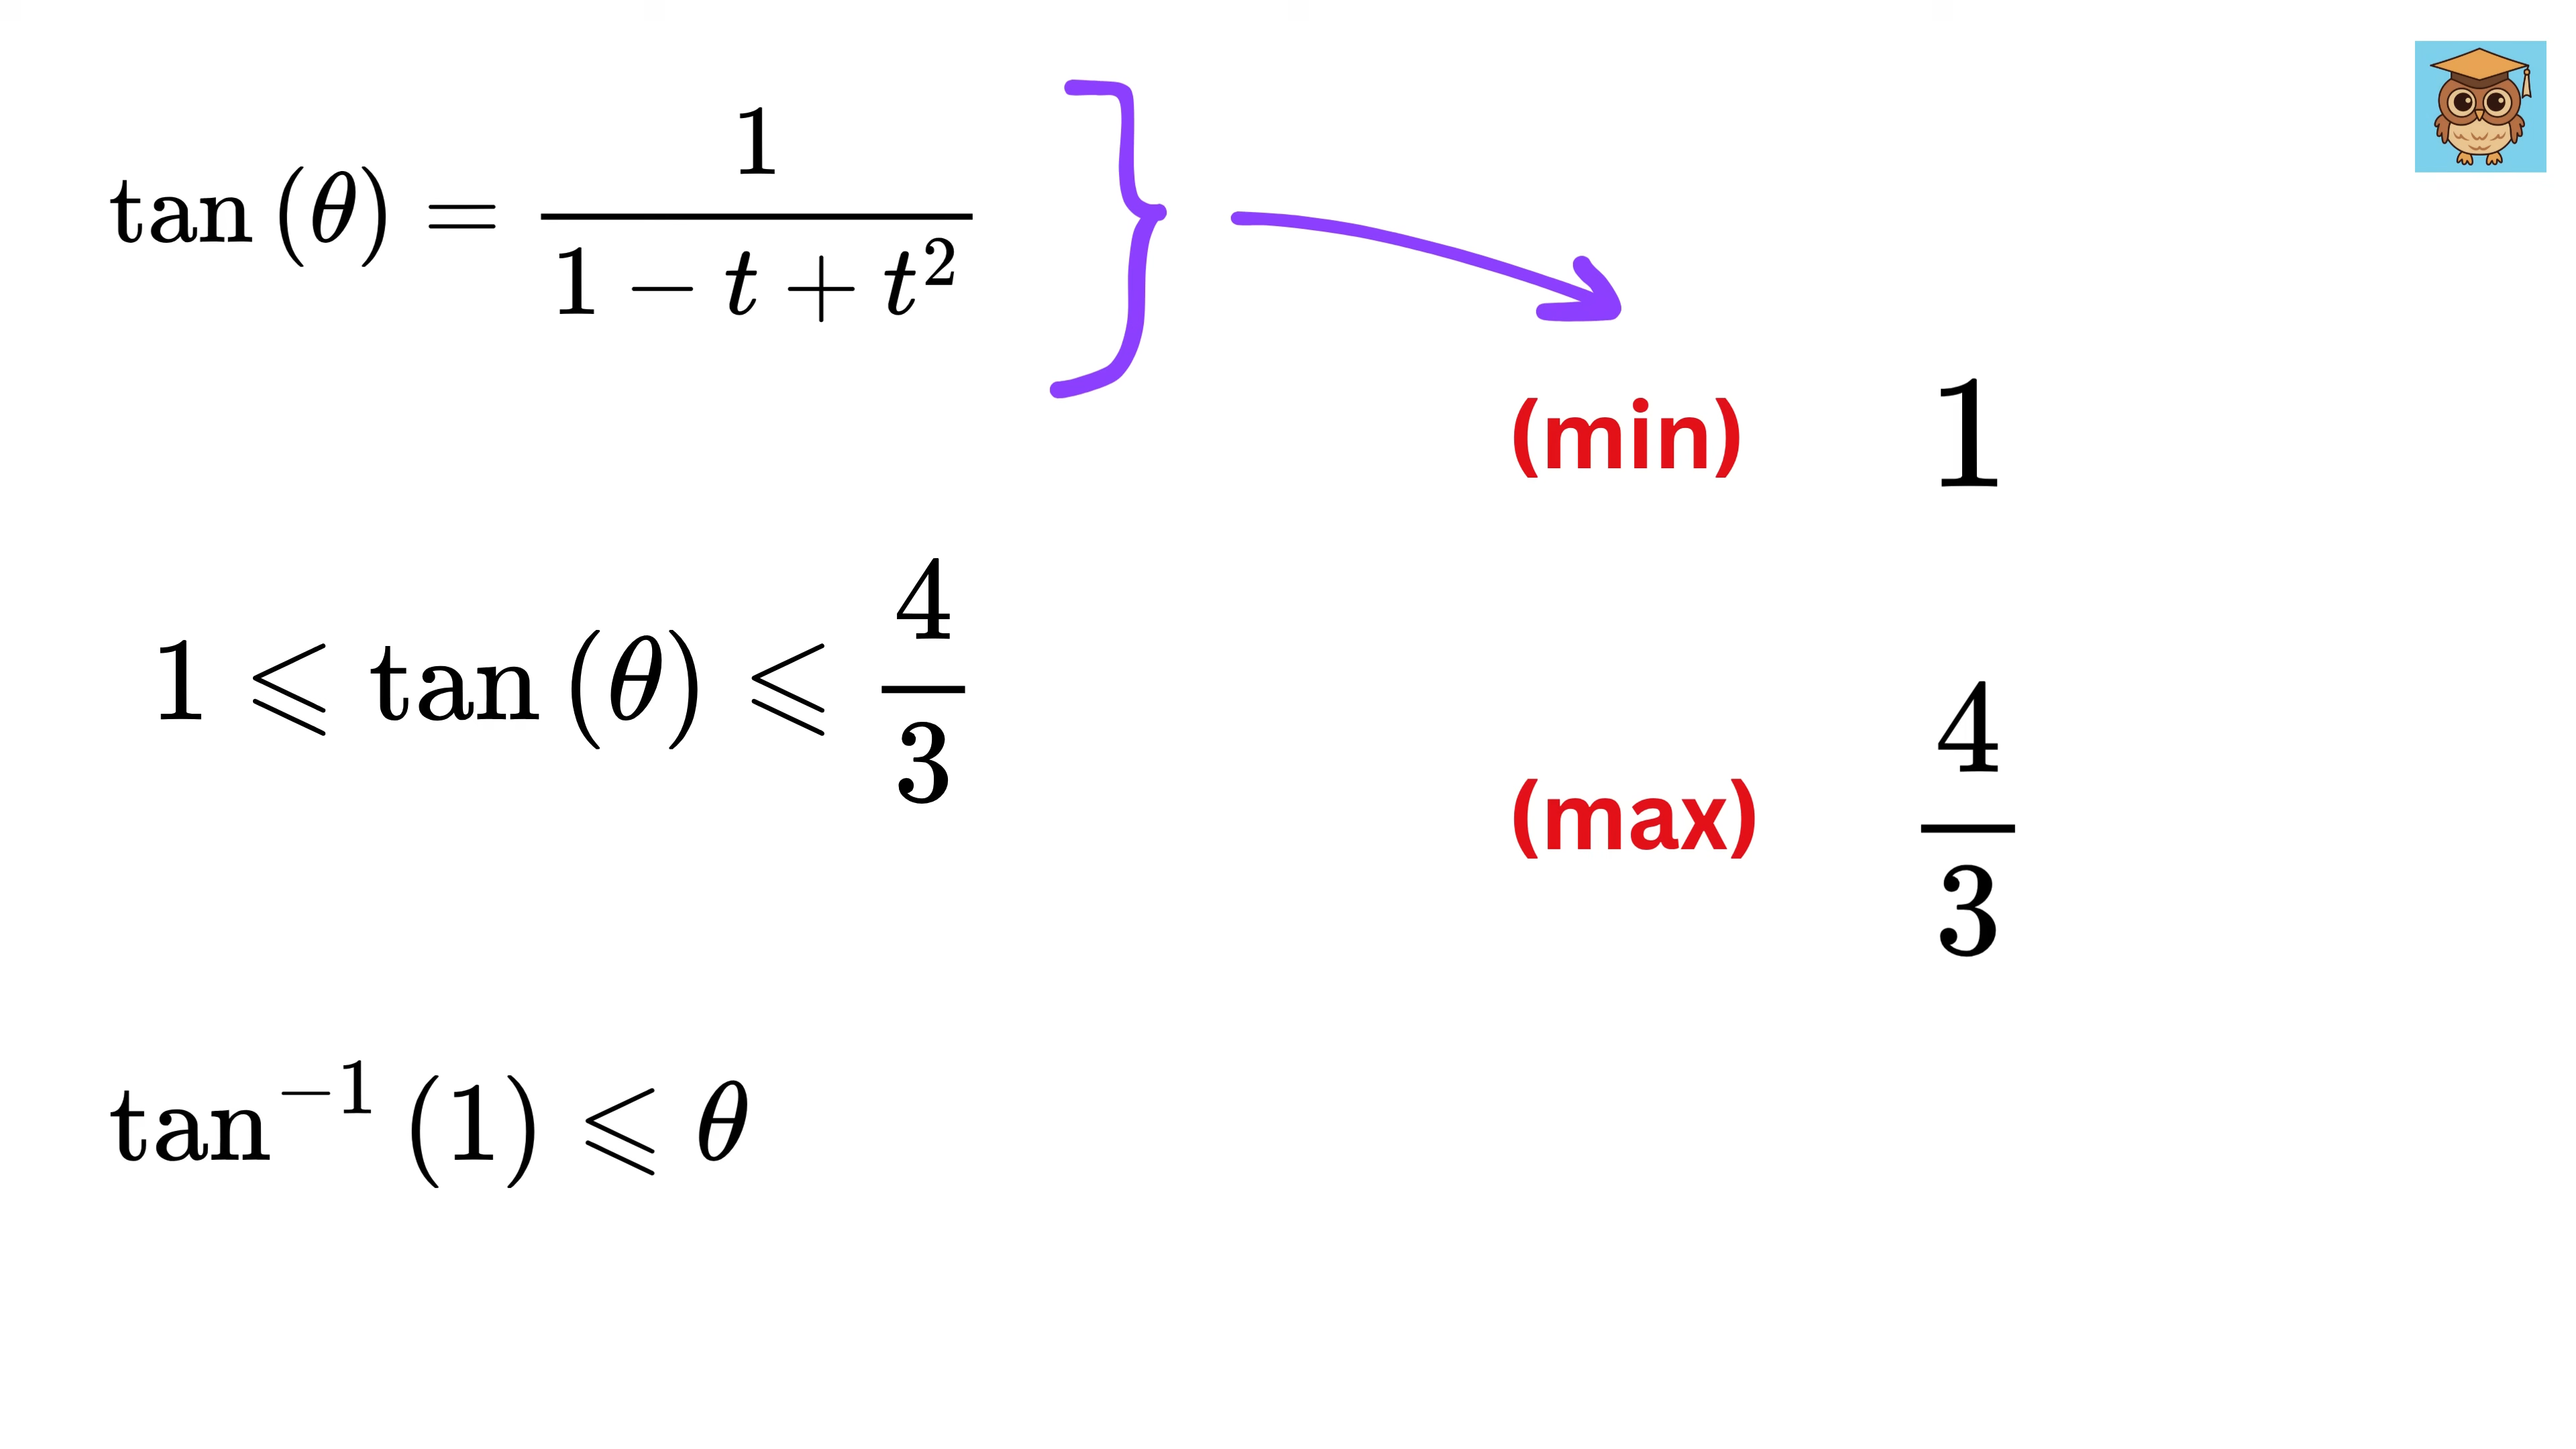 tan (θ) = 1 / (1 − t + t²)
(min) 1
1 ⩽ tan (θ) ⩽ 4/3
(max) 4/3
tan⁻¹ (1) ⩽ θ